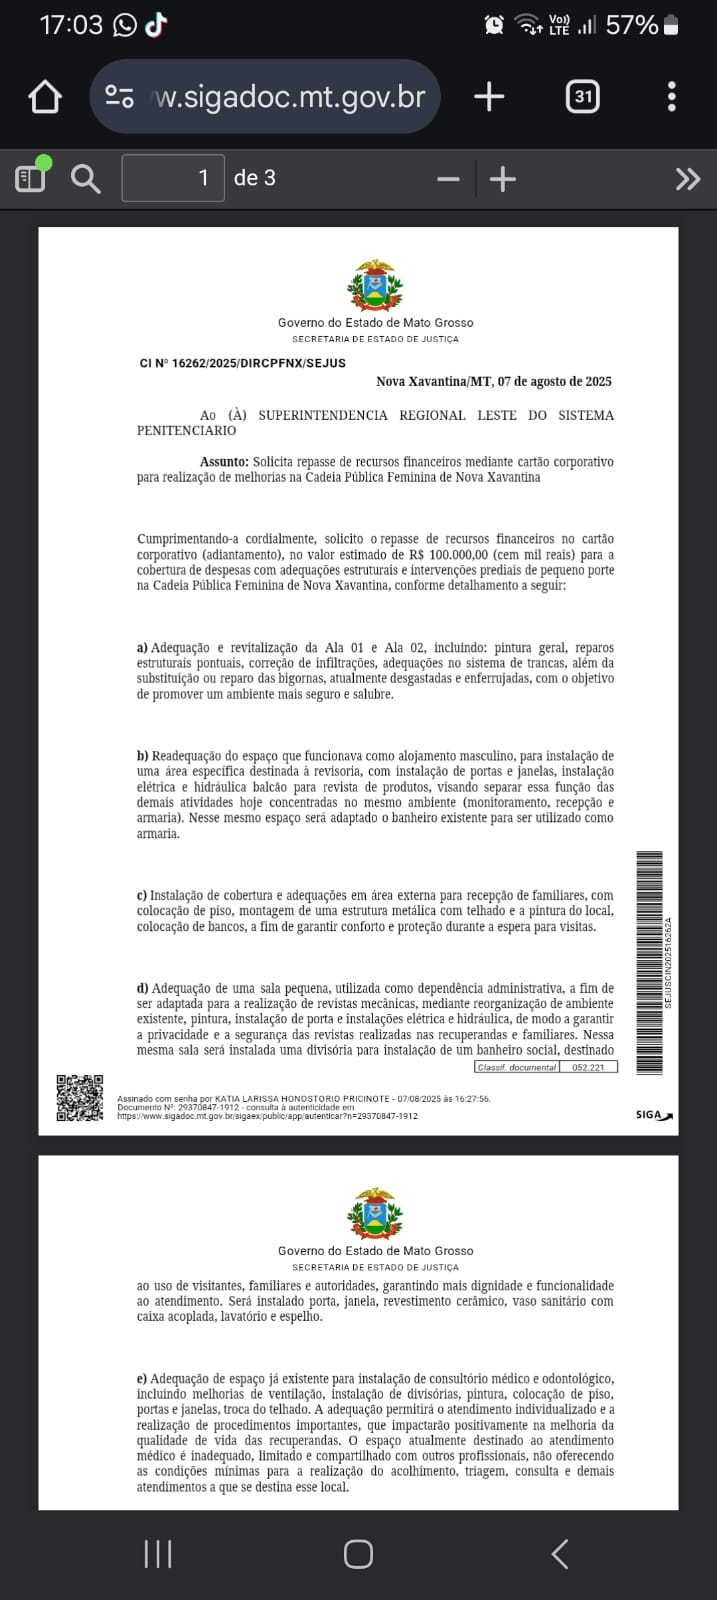 17:03
Vo))
LTE
57%
w.sigadoc.mt.gov.br
31
1 de 3
Governo do Estado de Mato Grosso
SECRETARIA DE ESTADO DE JUSTIÇA
CI Nº 16262/2025/DIRCPFNX/SEJUS
Nova Xavantina/MT, 07 de agosto de 2025
Ao (À) SUPERINTENDENCIA REGIONAL LESTE DO SISTEMA
PENITENCIARIO
Assunto: Solicita repasse de recursos financeiros mediante cartão corporativo
para realização de melhorias na Cadeia Pública Feminina de Nova Xavantina
Cumprimentando-a cordialmente, solicito o repasse de recursos financeiros no cartão
corporativo (adiantamento), no valor estimado de R$ 100.000,00 (cem mil reais) para a
cobertura de despesas com adequações estruturais e intervenções prediais de pequeno porte
na Cadeia Pública Feminina de Nova Xavantina, conforme detalhamento a seguir:
a) Adequação e revitalização da Ala 01 e Ala 02, incluindo: pintura geral, reparos
estruturais pontuais, correção de infiltrações, adequações no sistema de trancas, além da
substituição ou reparo das bigornas, atualmente desgastadas e enferrujadas, com o objetivo
de promover um ambiente mais seguro e salubre.
b) Readequação do espaço que funcionava como alojamento masculino, para instalação de
uma área específica destinada à revisoria, com instalação de portas e janelas, instalação
elétrica e hidráulica balcão para revista de produtos, visando separar essa função das
demais atividades hoje concentradas no mesmo ambiente (monitoramento, recepção e
armaria). Nesse mesmo espaço será adaptado o banheiro existente para ser utilizado como
armaria.
c) Instalação de cobertura e adequações em área externa para recepção de familiares, com
colocação de piso, montagem de uma estrutura metálica com telhado e a pintura do local,
colocação de bancos, a fim de garantir conforto e proteção durante a espera para visitas.
d) Adequação de uma sala pequena, utilizada como dependência administrativa, a fim de
ser adaptada para a realização de revistas mecânicas, mediante reorganização de ambiente
existente, pintura, instalação de porta e instalações elétrica e hidráulica, de modo a garantir
a privacidade e a segurança das revistas realizadas nas recuperandas e familiares. Nessa
mesma sala será instalada uma divisória para instalação de um banheiro social, destinado
Classif. documental 052.221
SEJUSCIN202516262A
Assinado com senha por KATIA LARISSA HONOSTORIO PRICINOTE - 07/08/2025 às 16:27:56.
Documento Nº: 29370847-1912 - consulta à autenticidade em
https://www.sigadoc.mt.gov.br/sigaex/public/app/autenticar?n=29370847-1912
SIGA
Governo do Estado de Mato Grosso
SECRETARIA DE ESTADO DE JUSTIÇA
ao uso de visitantes, familiares e autoridades, garantindo mais dignidade e funcionalidade
ao atendimento. Será instalado porta, janela, revestimento cerâmico, vaso sanitário com
caixa acoplada, lavatório e espelho.
e) Adequação de espaço já existente para instalação de consultório médico e odontológico,
incluindo melhorias de ventilação, instalação de divisórias, pintura, colocação de piso,
portas e janelas, troca do telhado. A adequação permitirá o atendimento individualizado e a
realização de procedimentos importantes, que impactarão positivamente na melhoria da
qualidade de vida das recuperandas. O espaço atualmente destinado ao atendimento
médico é inadequado, limitado e compartilhado com outros profissionais, não oferecendo
as condições mínimas para a realização do acolhimento, triagem, consulta e demais
atendimentos a que se destina esse local.